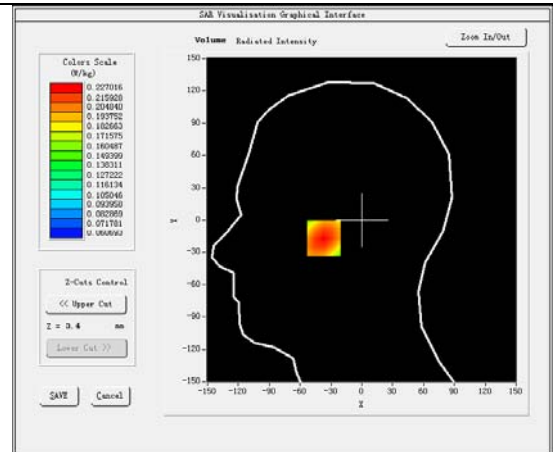 SAR Visualisation Graphical Interface
Volume Radiated Intensity
Zoom In/Out
Colors Scale
(W/kg)
0.227016
0.215928
0.204840
0.193752
0.182663
0.171575
0.160487
0.149399
0.138311
0.127222
0.116134
0.105046
0.093958
0.082869
0.071781
0.060693
Z-Cuts Control
<< Upper Cut
Z = 3.4 mm
Lower Cut >>
SAVE Cancel
150
120
90
60
30
0
-30
-60
-90
-120
-150
Y
-150 -120 -90 -60 -30 0 30 60 90 120 150
X